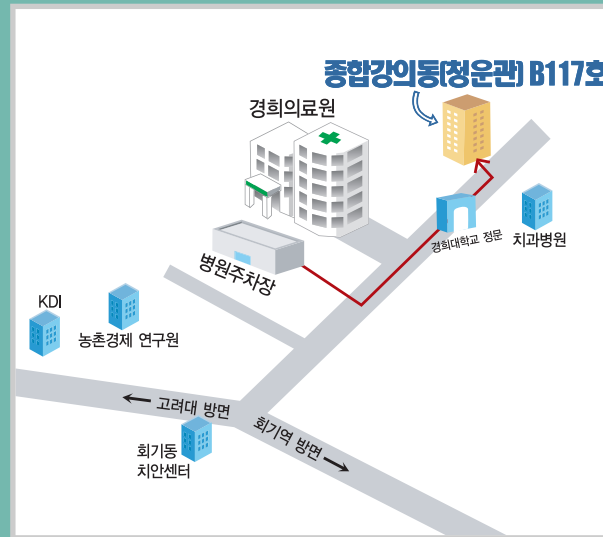 종합강의동(청운관) B117호
경희의료원
경희대학교 정문
치과병원
병원주차장
KDI
농촌경제 연구원
← 고려대 방면
회기역 방면 →
회기동
치안센터